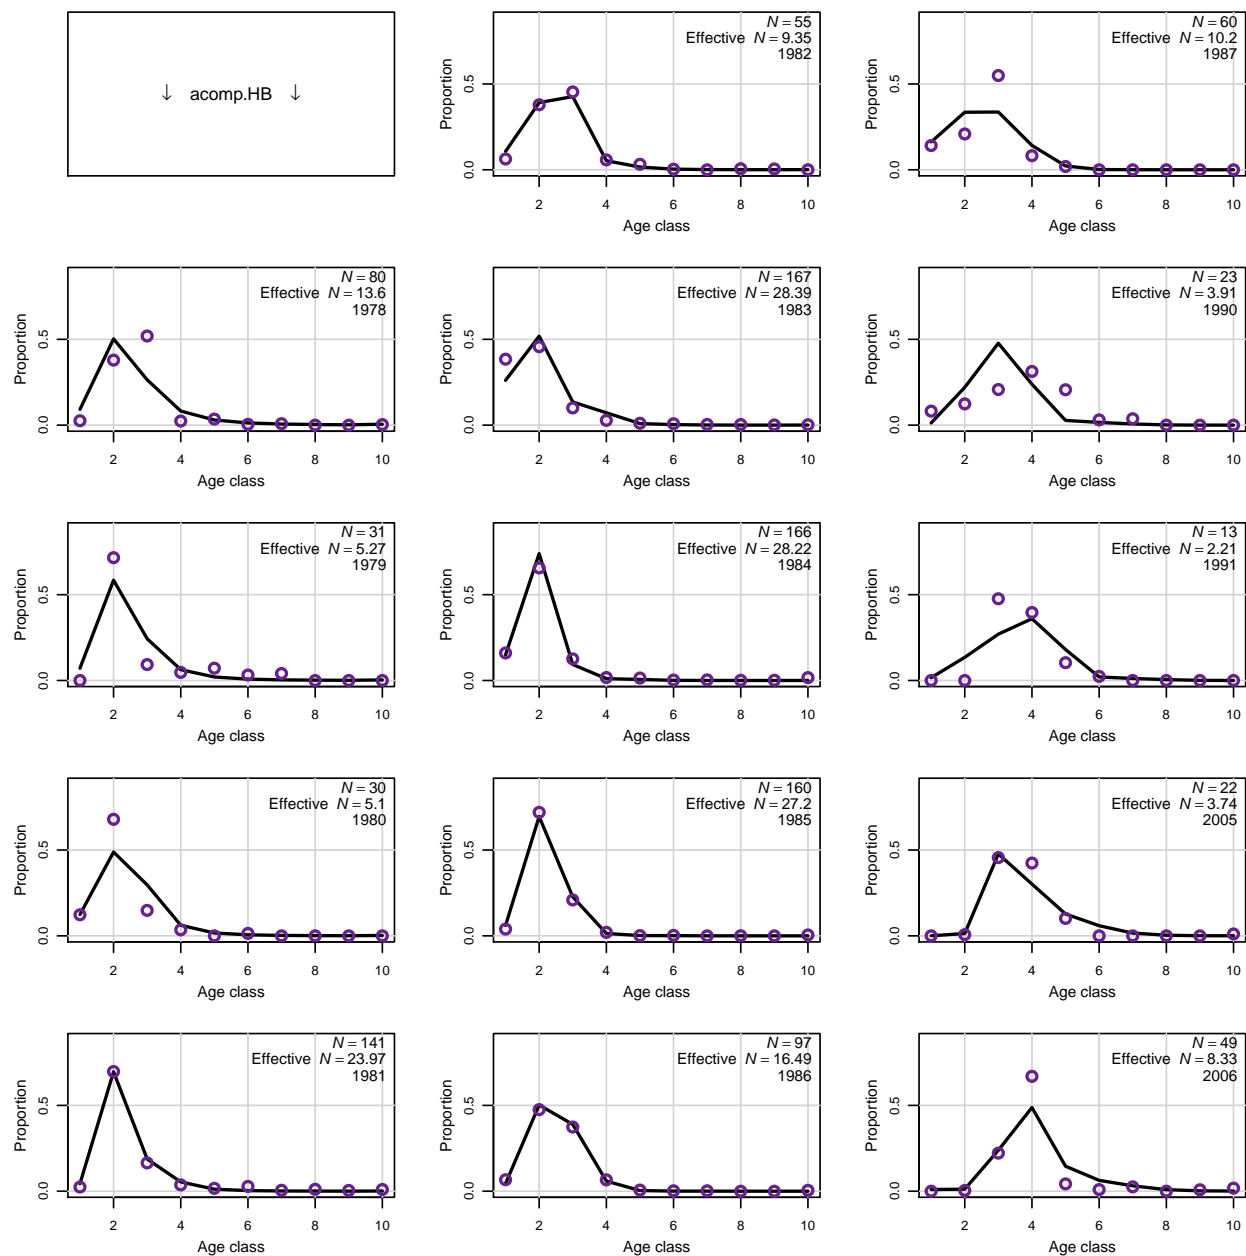 ↓ acomp.HB ↓
N = 55
Effective N = 9.35
1982
Proportion
0.0 0.5
2 4 6 8 10
Age class
N = 60
Effective N = 10.2
1987
Proportion
0.0 0.5
2 4 6 8 10
Age class
N = 80
Effective N = 13.6
1978
Proportion
0.0 0.5
2 4 6 8 10
Age class
N = 167
Effective N = 28.39
1983
Proportion
0.0 0.5
2 4 6 8 10
Age class
N = 23
Effective N = 3.91
1990
Proportion
0.0 0.5
2 4 6 8 10
Age class
N = 31
Effective N = 5.27
1979
Proportion
0.0 0.5
2 4 6 8 10
Age class
N = 166
Effective N = 28.22
1984
Proportion
0.0 0.5
2 4 6 8 10
Age class
N = 13
Effective N = 2.21
1991
Proportion
0.0 0.5
2 4 6 8 10
Age class
N = 30
Effective N = 5.1
1980
Proportion
0.0 0.5
2 4 6 8 10
Age class
N = 160
Effective N = 27.2
1985
Proportion
0.0 0.5
2 4 6 8 10
Age class
N = 22
Effective N = 3.74
2005
Proportion
0.0 0.5
2 4 6 8 10
Age class
N = 141
Effective N = 23.97
1981
Proportion
0.0 0.5
2 4 6 8 10
Age class
N = 97
Effective N = 16.49
1986
Proportion
0.0 0.5
2 4 6 8 10
Age class
N = 49
Effective N = 8.33
2006
Proportion
0.0 0.5
2 4 6 8 10
Age class